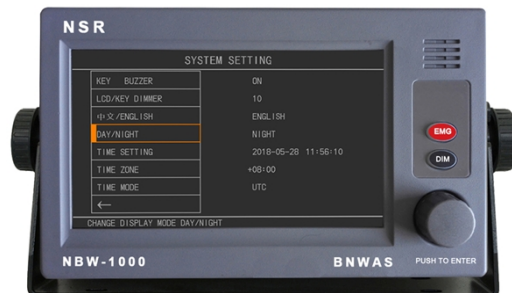 NSR
SYSTEM SETTING
KEY BUZZER ON
LCD/KEY DIMMER 10
中文/ENGLISH ENGLISH
DAY/NIGHT NIGHT
TIME SETTING 2018-05-28 11:56:10
TIME ZONE +08:00
TIME MODE UTC
←
CHANGE DISPLAY MODE DAY/NIGHT
EMG
DIM
NBW-1000 BNWAS PUSH TO ENTER